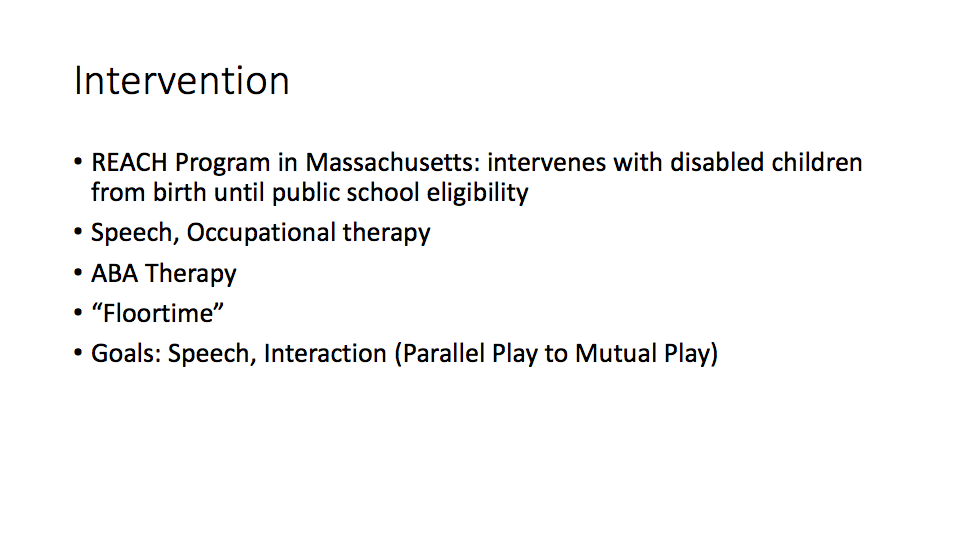 Intervention
• REACH Program in Massachusetts: intervenes with disabled children
from birth until public school eligibility
• Speech, Occupational therapy
• ABA Therapy
• “Floortime”
• Goals: Speech, Interaction (Parallel Play to Mutual Play)